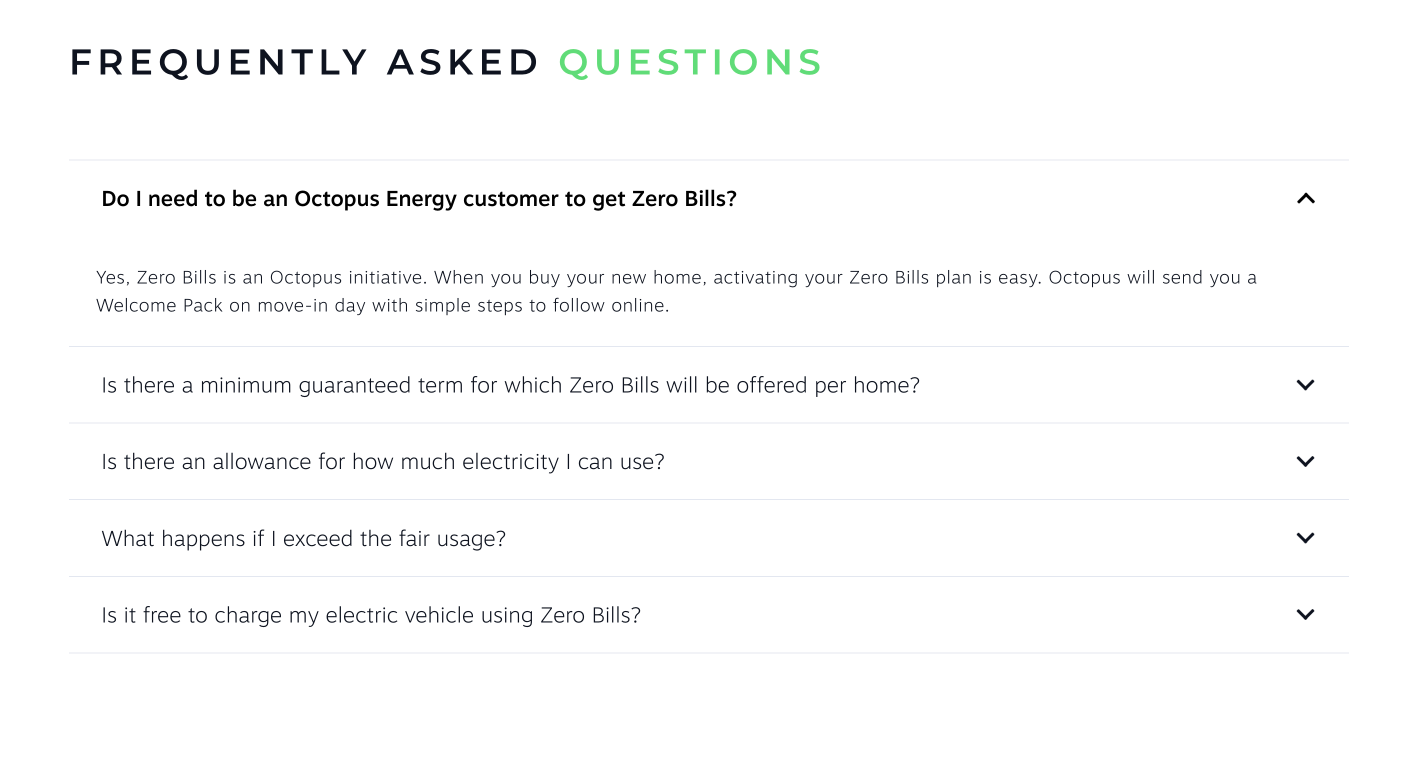 FREQUENTLY ASKED QUESTIONS
Do I need to be an Octopus Energy customer to get Zero Bills?
Yes, Zero Bills is an Octopus initiative. When you buy your new home, activating your Zero Bills plan is easy. Octopus will send you a
Welcome Pack on move-in day with simple steps to follow online.
Is there a minimum guaranteed term for which Zero Bills will be offered per home?
Is there an allowance for how much electricity I can use?
What happens if I exceed the fair usage?
Is it free to charge my electric vehicle using Zero Bills?